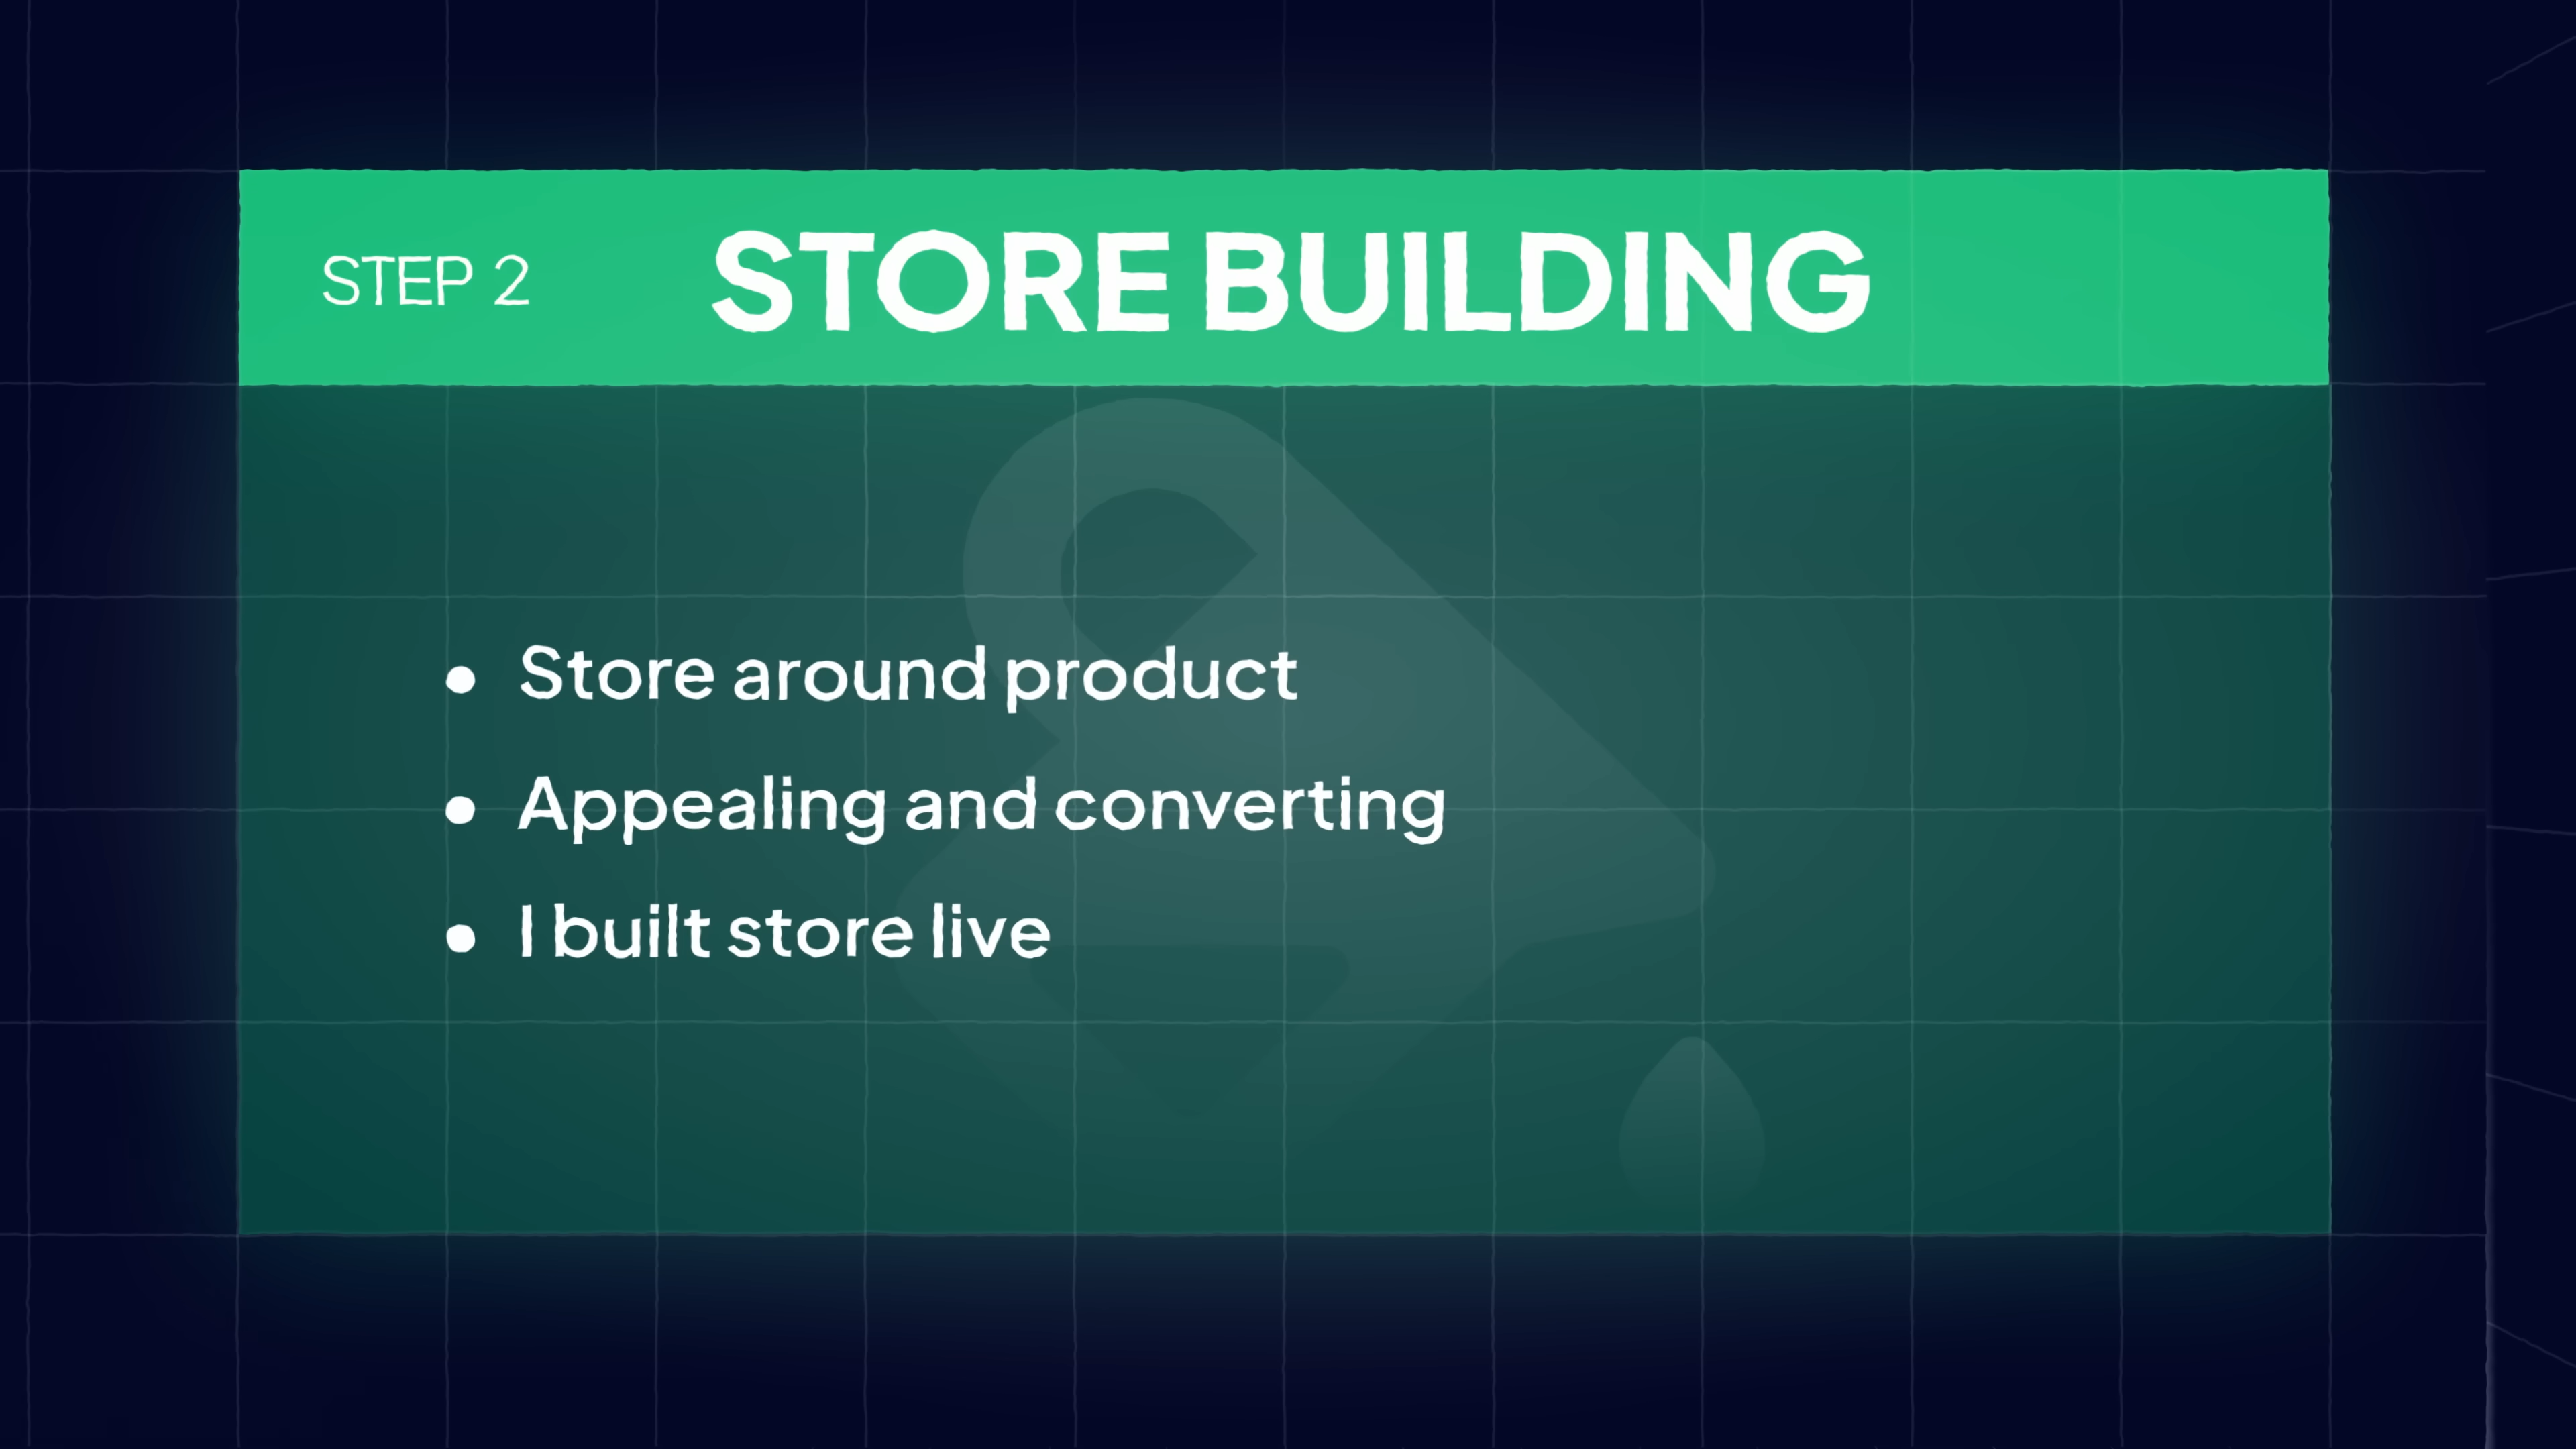 STEP 2 STORE BUILDING
• Store around product
• Appealing and converting
• I built store live